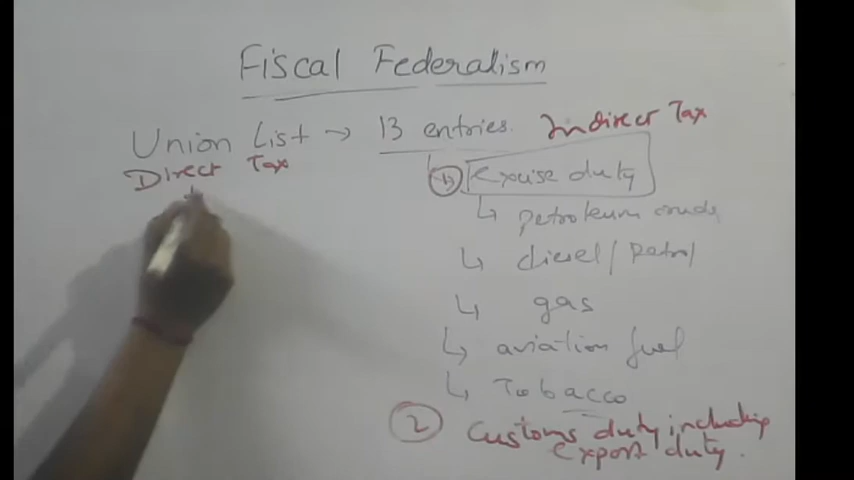 Fiscal Federalism
Union List → 13 entries. Indirect Tax
Direct Tax
① Excise duty
↳ petroleum crude
↳ diesel / Petrol
↳ gas
↳ aviation fuel
↳ Tobacco
② Customs duty including
export duty.